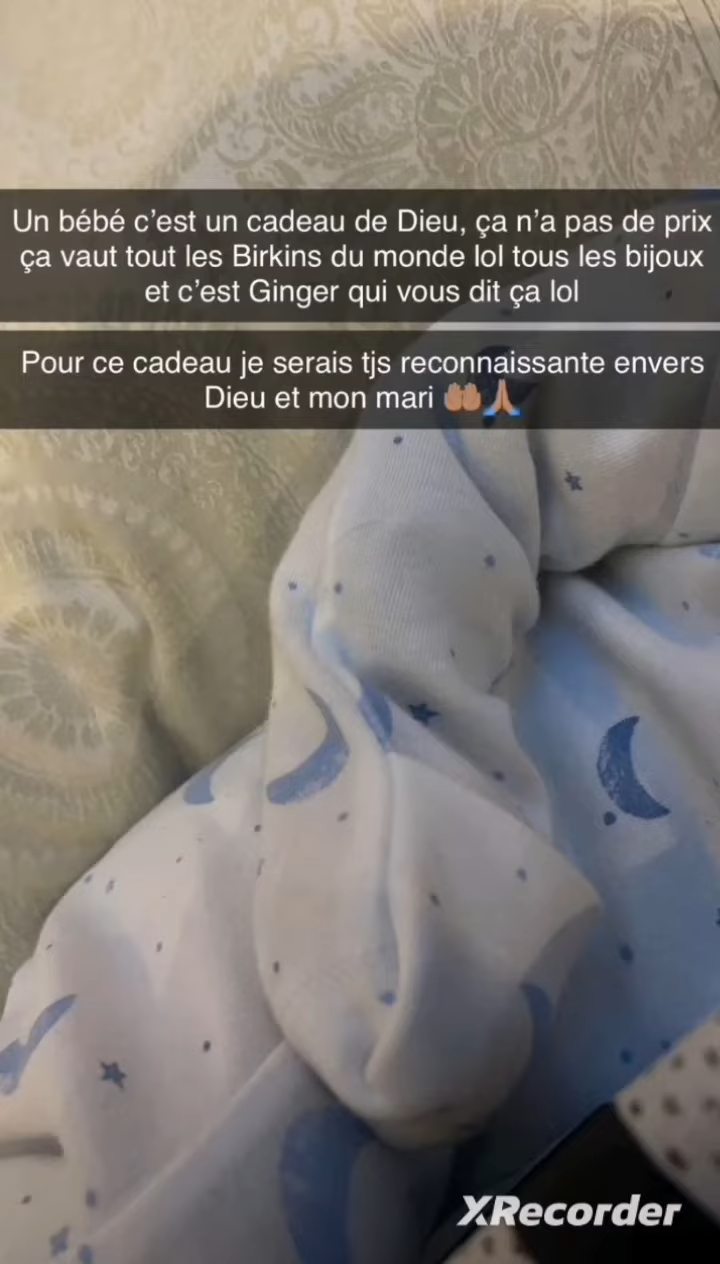 Un bébé c’est un cadeau de Dieu, ça n’a pas de prix
ça vaut tout les Birkins du monde lol tous les bijoux
et c’est Ginger qui vous dit ça lol
Pour ce cadeau je serais tjs reconnaissante envers
Dieu et mon mari 🤲🏽🙏🏽
XRecorder